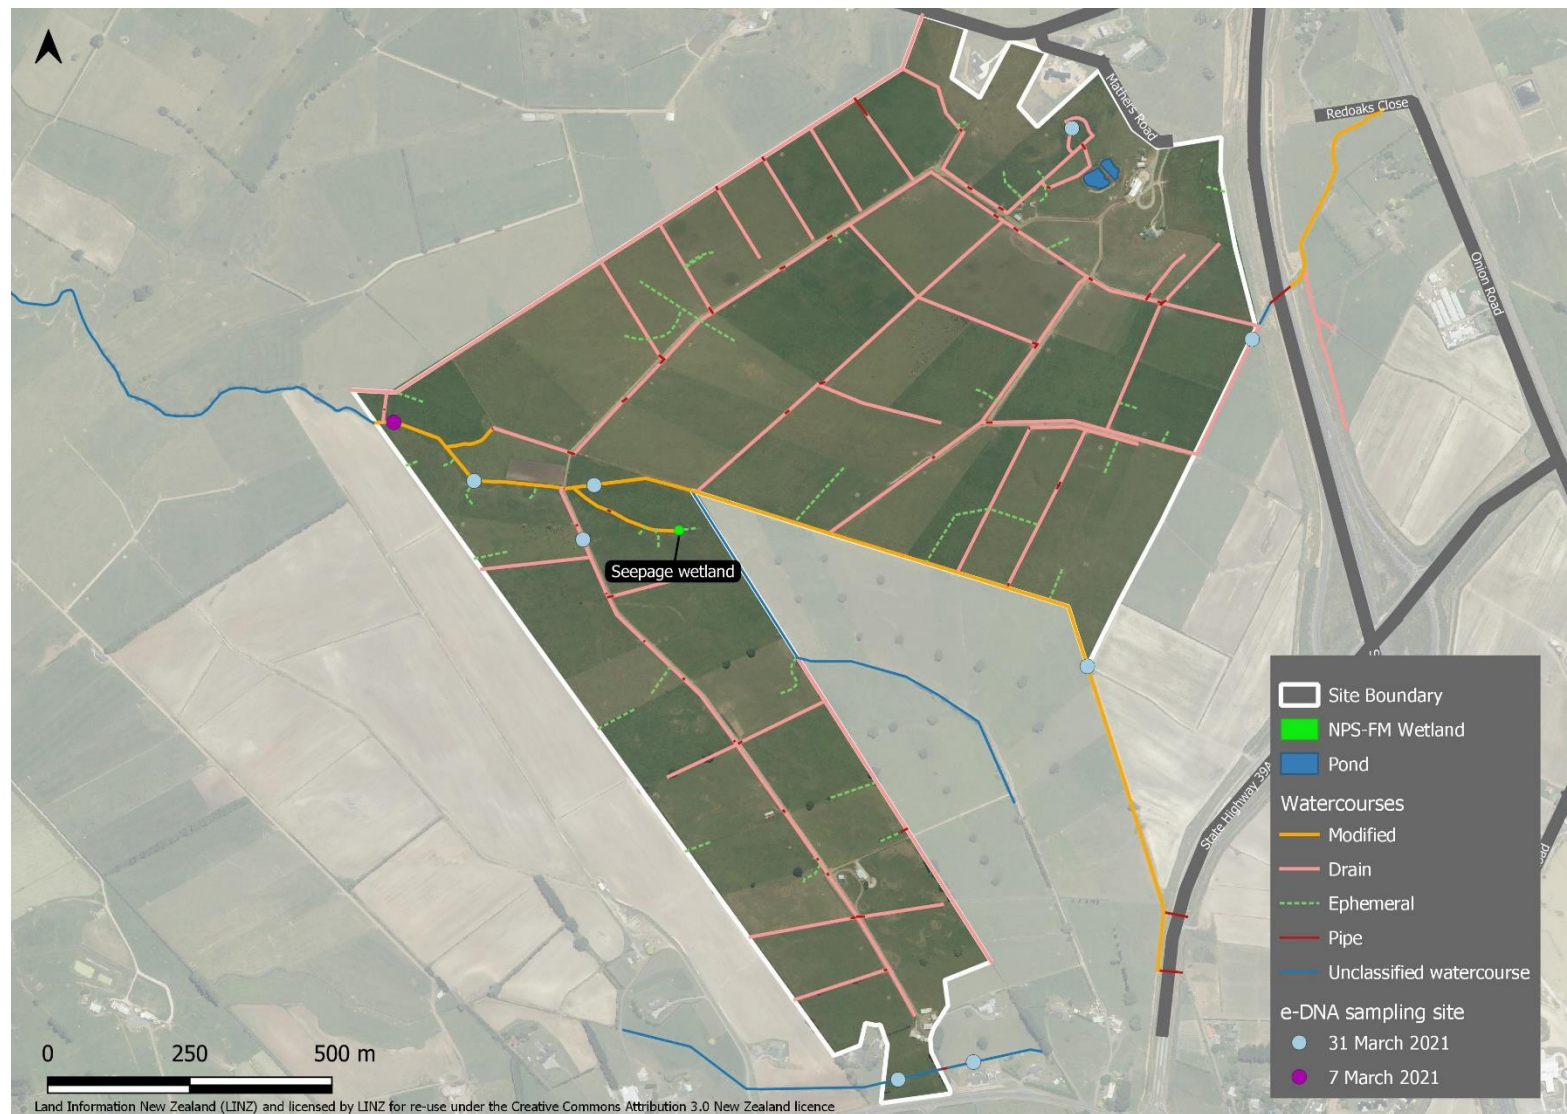 Mathers Road
Redoaks Close
Onion Road
Seepage wetland
State Highway 39A
S
oad
Site Boundary
NPS-FM Wetland
Pond
Watercourses
Modified
Drain
Ephemeral
Pipe
Unclassified watercourse
e-DNA sampling site
31 March 2021
7 March 2021
0 250 500 m
Land Information New Zealand (LINZ) and licensed by LINZ for re-use under the Creative Commons Attribution 3.0 New Zealand licence